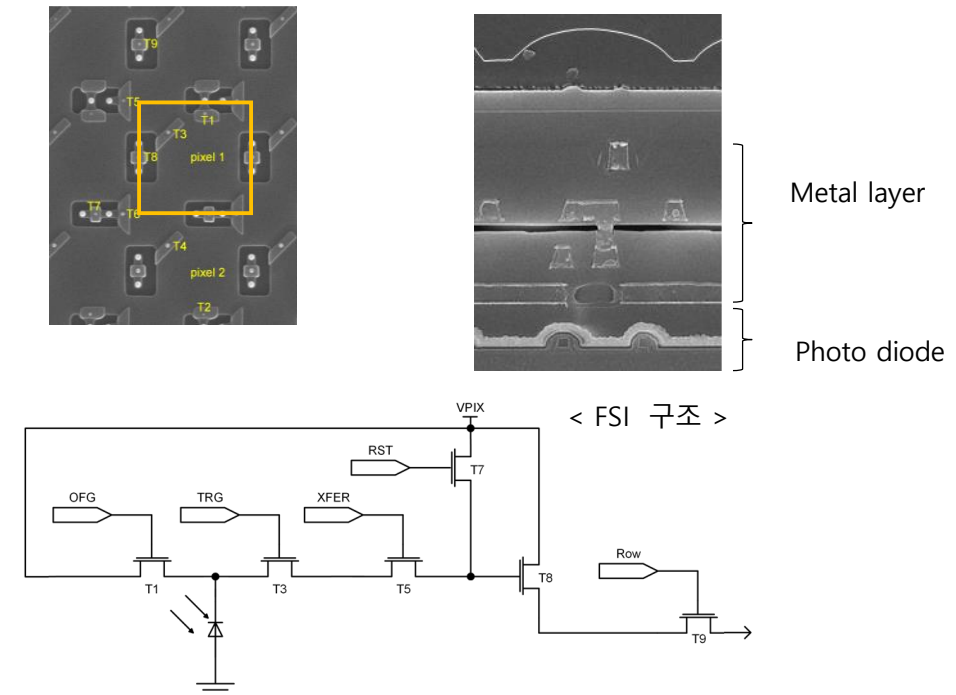 T9
T5
T1
T3
T8
pixel 1
T7
T6
T4
pixel 2
T2
Metal layer
Photo diode
< FSI 구조 >
VPIX
RST
T7
OFG
TRG
XFER
T1
T3
T5
T8
Row
T9